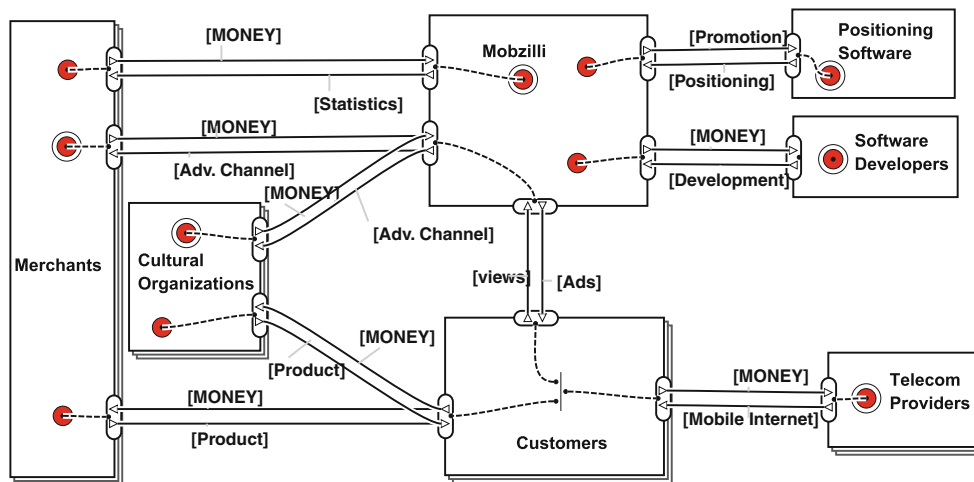 [MONEY]
Mobzilli
[Promotion]
Positioning
Software
[Positioning]
[Statistics]
[MONEY]
[MONEY]
Software
Developers
[Adv. Channel]
[Development]
[MONEY]
[Adv. Channel]
Merchants
Cultural
Organizations
[views]
[Ads]
[MONEY]
[Product]
[MONEY]
[MONEY]
Telecom
Providers
[Mobile Internet]
[Product]
Customers